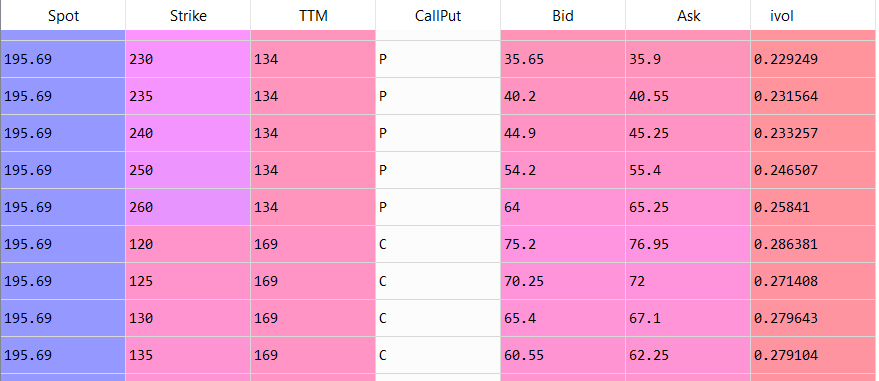 Spot Strike TTM CallPut Bid Ask ivol
195.69 230 134 P 35.65 35.9 0.229249
195.69 235 134 P 40.2 40.55 0.231564
195.69 240 134 P 44.9 45.25 0.233257
195.69 250 134 P 54.2 55.4 0.246507
195.69 260 134 P 64 65.25 0.25841
195.69 120 169 C 75.2 76.95 0.286381
195.69 125 169 C 70.25 72 0.271408
195.69 130 169 C 65.4 67.1 0.279643
195.69 135 169 C 60.55 62.25 0.279104